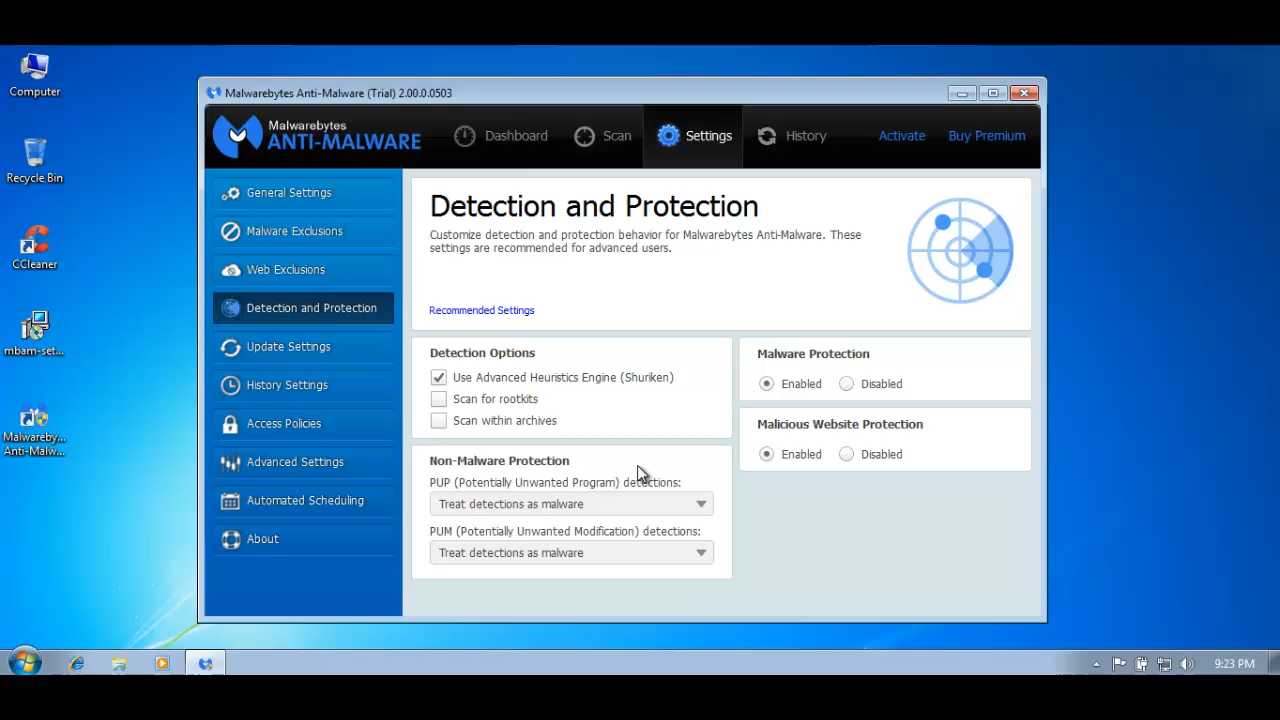 Computer
Recycle Bin
CCleaner
mbam-set...
Malwareby...
Anti-Malw...
Malwarebytes Anti-Malware (Trial) 2.00.0.0503
Malwarebytes
ANTI-MALWARE
Dashboard
Scan
Settings
History
Activate
Buy Premium
General Settings
Malware Exclusions
Web Exclusions
Detection and Protection
Update Settings
History Settings
Access Policies
Advanced Settings
Automated Scheduling
About
Detection and Protection
Customize detection and protection behavior for Malwarebytes Anti-Malware. These
settings are recommended for advanced users.
Recommended Settings
Detection Options
Use Advanced Heuristics Engine (Shuriken)
Scan for rootkits
Scan within archives
Non-Malware Protection
PUP (Potentially Unwanted Program) detections:
Treat detections as malware
PUM (Potentially Unwanted Modification) detections:
Treat detections as malware
Malware Protection
Enabled
Disabled
Malicious Website Protection
Enabled
Disabled
9:23 PM